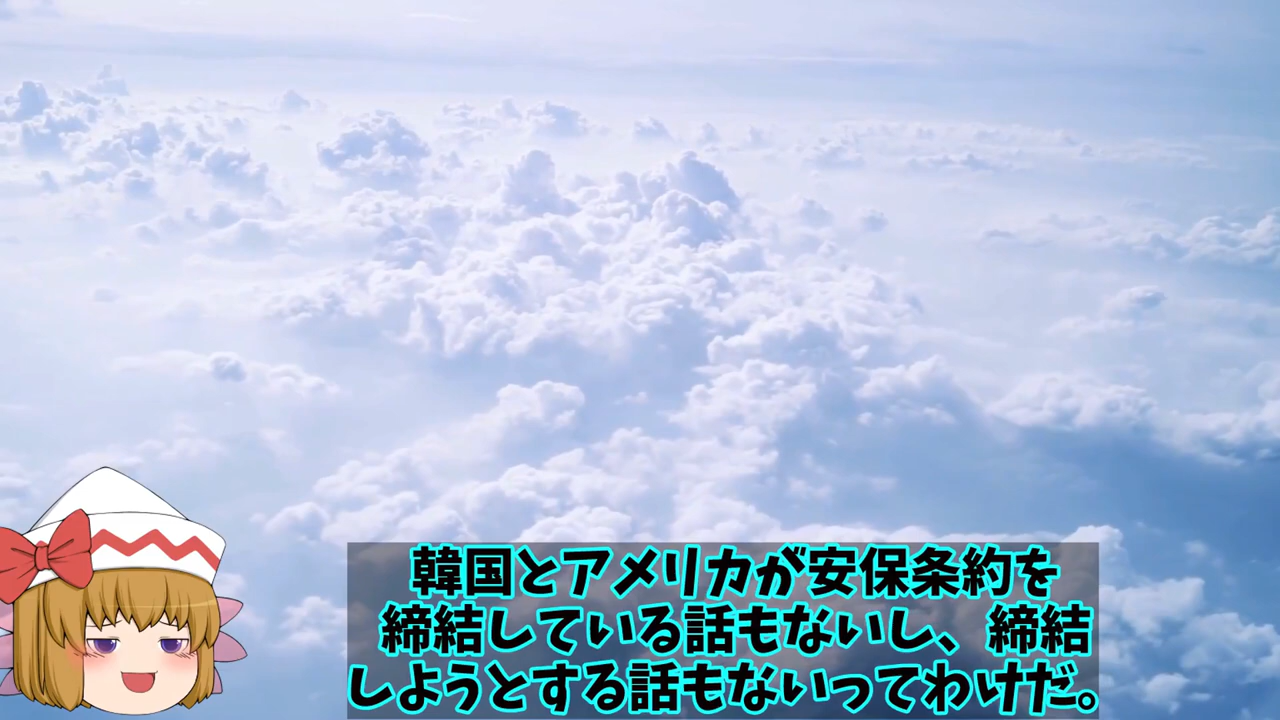 韓国とアメリカが安保条約を
締結している話もないし、締結
しようとする話もないってわけだ。